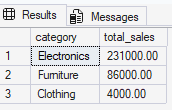 Results Messages
category total_sales
1 Electronics 231000.00
2 Furniture 86000.00
3 Clothing 4000.00